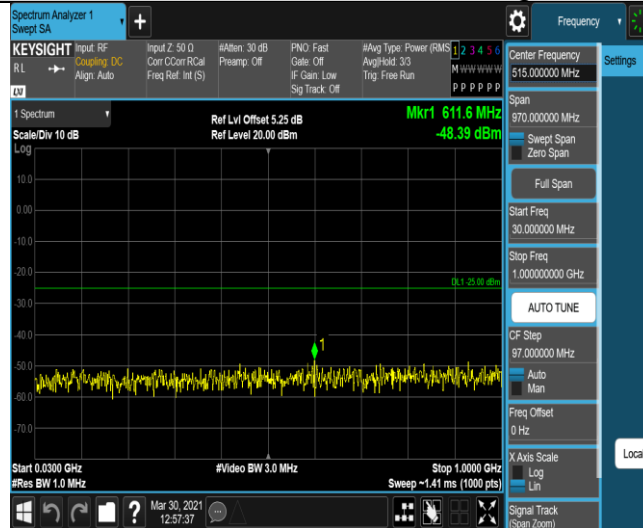 Spectrum Analyzer 1
Swept SA
Frequency
KEYSIGHT
RL
LXI
Input: RF
Coupling: DC
Align: Auto
Input Z: 50 Ω
Corr CCorr RCal
Freq Ref: Int (S)
#Atten: 30 dB
Preamp: Off
PNO: Fast
Gate: Off
IF Gain: Low
Sig Track: Off
#Avg Type: Power (RMS
Avg|Hold: 3/3
Trig: Free Run
1 2 3 4 5 6
M W W W W W
P P P P P P
1 Spectrum
Scale/Div 10 dB
Log
Ref Lvl Offset 5.25 dB
Ref Level 20.00 dBm
Mkr1 611.6 MHz
-48.39 dBm
10.0
0.00
-10.0
-20.0
DL1 -25.00 dBm
-30.0
-40.0
1
-50.0
-60.0
-70.0
Start 0.0300 GHz
#Res BW 1.0 MHz
#Video BW 3.0 MHz
Stop 1.0000 GHz
Sweep ~1.41 ms (1000 pts)
Mar 30, 2021
12:57:37
Center Frequency
515.000000 MHz
Settings
Span
970.000000 MHz
Swept Span
Zero Span
Full Span
Start Freq
30.000000 MHz
Stop Freq
1.000000000 GHz
AUTO TUNE
CF Step
97.000000 MHz
Auto
Man
Freq Offset
0 Hz
X Axis Scale
Log
Lin
Loca
Signal Track
(Span Zoom)